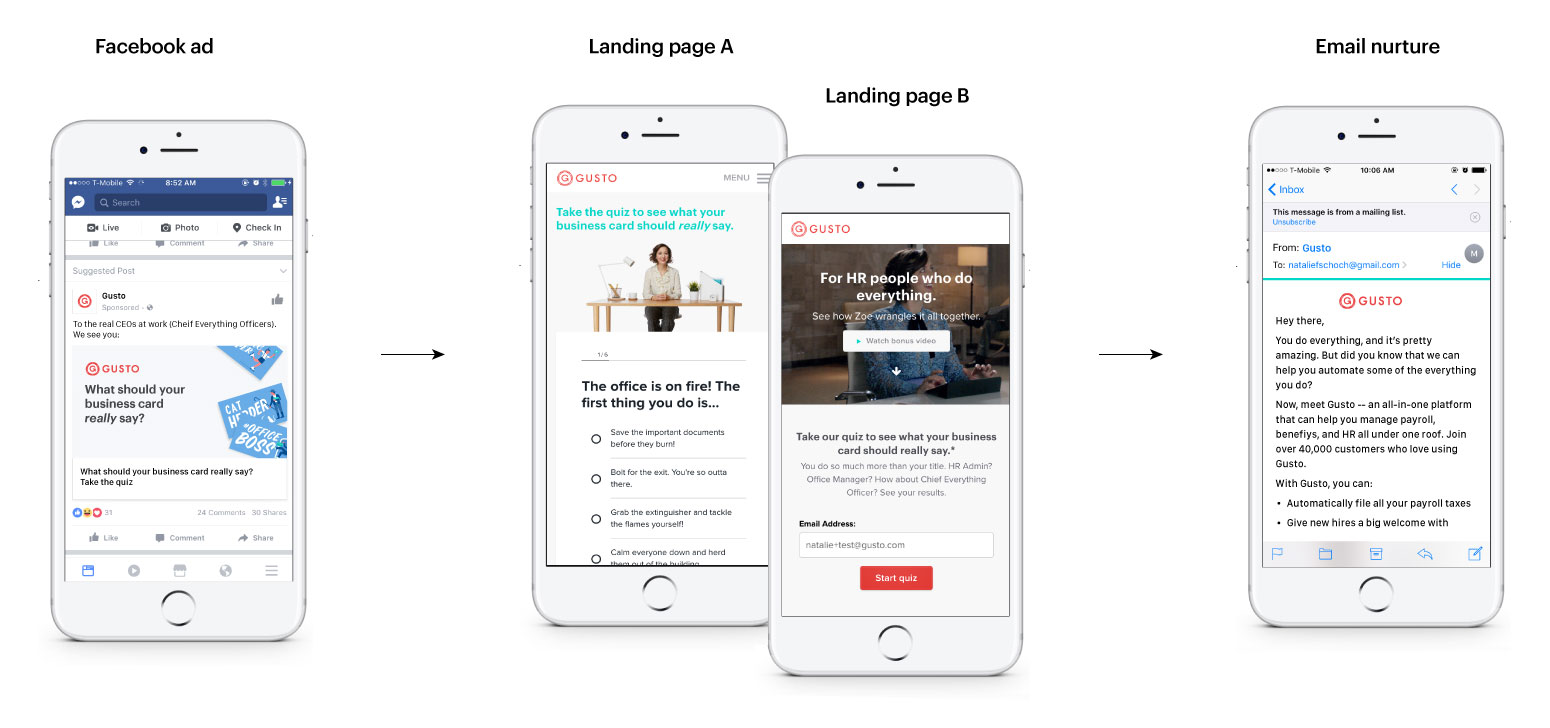 Facebook ad
Landing page A
Landing page B
Email nurture
T-Mobile
8:52 AM
Search
Live
Photo
Check In
Like
Comment
Share
Suggested Post
Gusto
Sponsored ·
To the real CEOs at work (Cheif Everything Officers).
We see you:
GUSTO
What should your
business card
really say?
CAT
HERDER
#OFFICE
BOSS
What should your business card really say?
Take the quiz
31
24 Comments
30 Shares
Like
Comment
Share
G GUSTO
MENU
Take the quiz to see what your
business card should really say.
1/6
The office is on fire! The
first thing you do is...
Save the important documents
before they burn!
Bolt for the exit. You're so outta
there.
Grab the extinguisher and tackle
the flames yourself!
Calm everyone down and herd
them out of the building
G GUSTO
For HR people who do
everything.
See how Zoe wrangles it all together.
Watch bonus video
Take our quiz to see what your business
card should really say.*
You do so much more than your title. HR Admin?
Office Manager? How about Chief Everything
Officer? See your results.
Email Address:
natalie+test@gusto.com
Start quiz
T-Mobile
10:06 AM
Inbox
This message is from a mailing list.
Unsubscribe
From: Gusto
M
To: nataliefschoch@gmail.com
Hide
G GUSTO
Hey there,
You do everything, and it's pretty
amazing. But did you know that we can
help you automate some of the everything
you do?
Now, meet Gusto -- an all-in-one platform
that can help you manage payroll,
benefiys, and HR all under one roof. Join
over 40,000 customers who love using
Gusto.
With Gusto, you can:
• Automatically file all your payroll taxes
• Give new hires a big welcome with